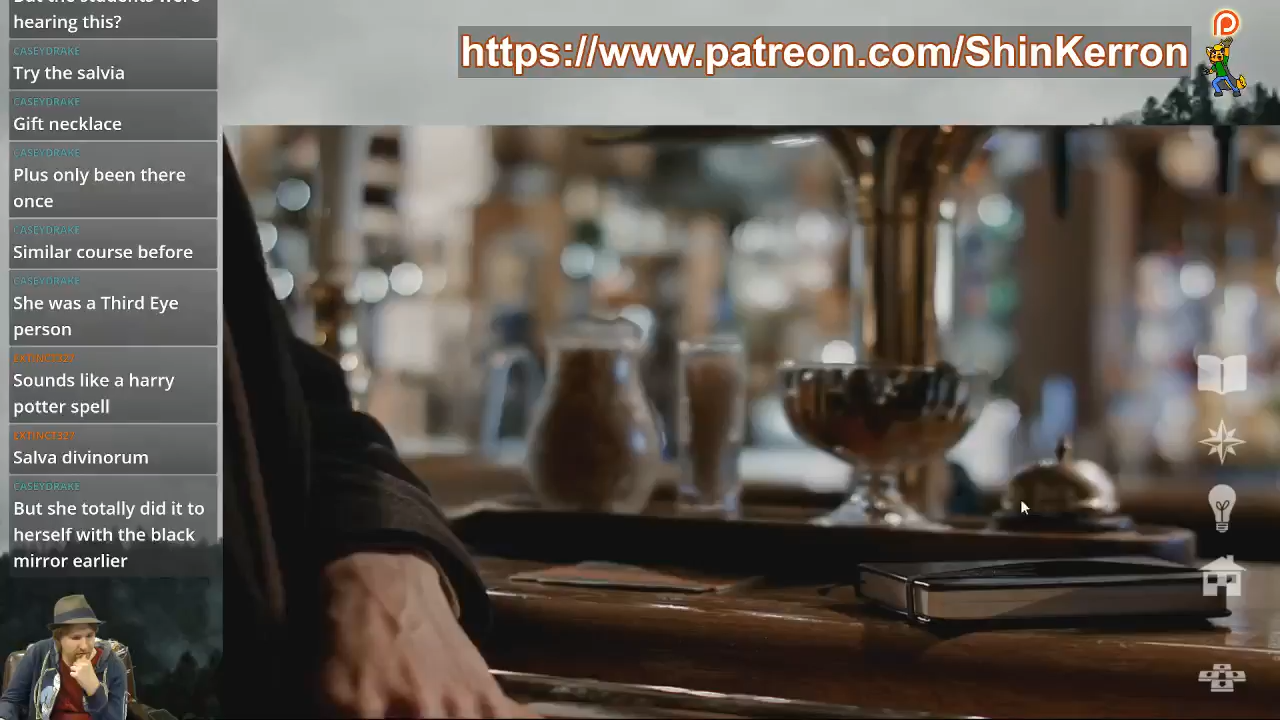 hearing this?
CASEYDRAKE
Try the salvia
CASEYDRAKE
Gift necklace
CASEYDRAKE
Plus only been there
once
CASEYDRAKE
Similar course before
CASEYDRAKE
She was a Third Eye
person
EXTINCT327
Sounds like a harry
potter spell
EXTINCT327
Salva divinorum
CASEYDRAKE
But she totally did it to
herself with the black
mirror earlier
https://www.patreon.com/ShinKerron